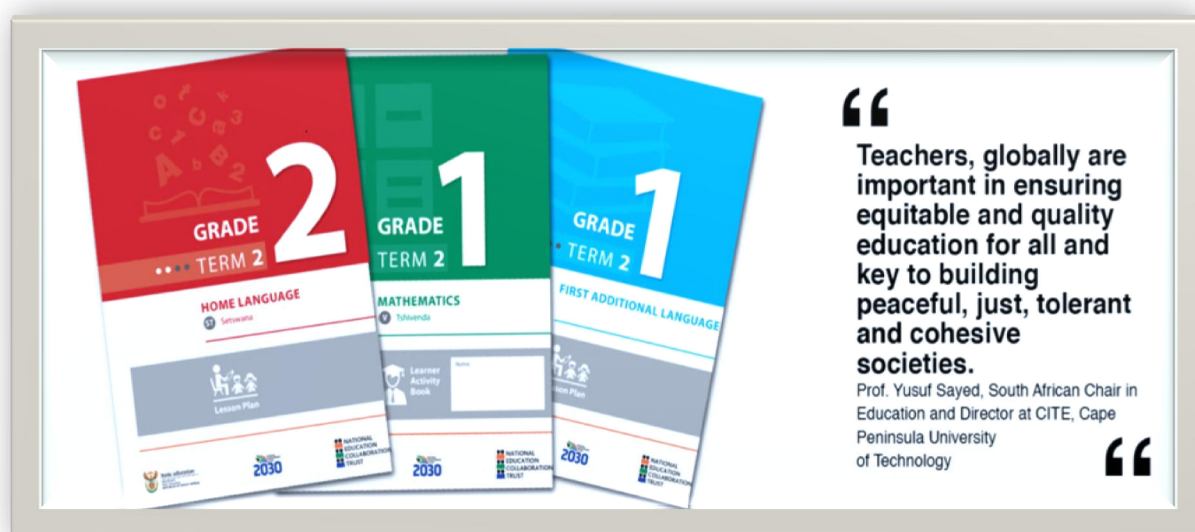 GRADE 2
TERM 2
HOME LANGUAGE
ST Setswana
Lesson Plan
NATIONAL
EDUCATION
COLLABORATION
TRUST
2030
GRADE 1
TERM 2
MATHEMATICS
V Tshivenda
Learner
Activity
Book
Name:
2030
NATIONAL
EDUCATION
COLLABORATION
TRUST
GRADE 1
TERM 2
FIRST ADDITIONAL LANGUAGE
Plan
2030
NATIONAL
EDUCATION
COLLABORATION
TRUST
“
Teachers, globally are
important in ensuring
equitable and quality
education for all and
key to building
peaceful, just, tolerant
and cohesive
societies.
Prof. Yusuf Sayed, South African Chair in
Education and Director at CITE, Cape
Peninsula University
of Technology
“